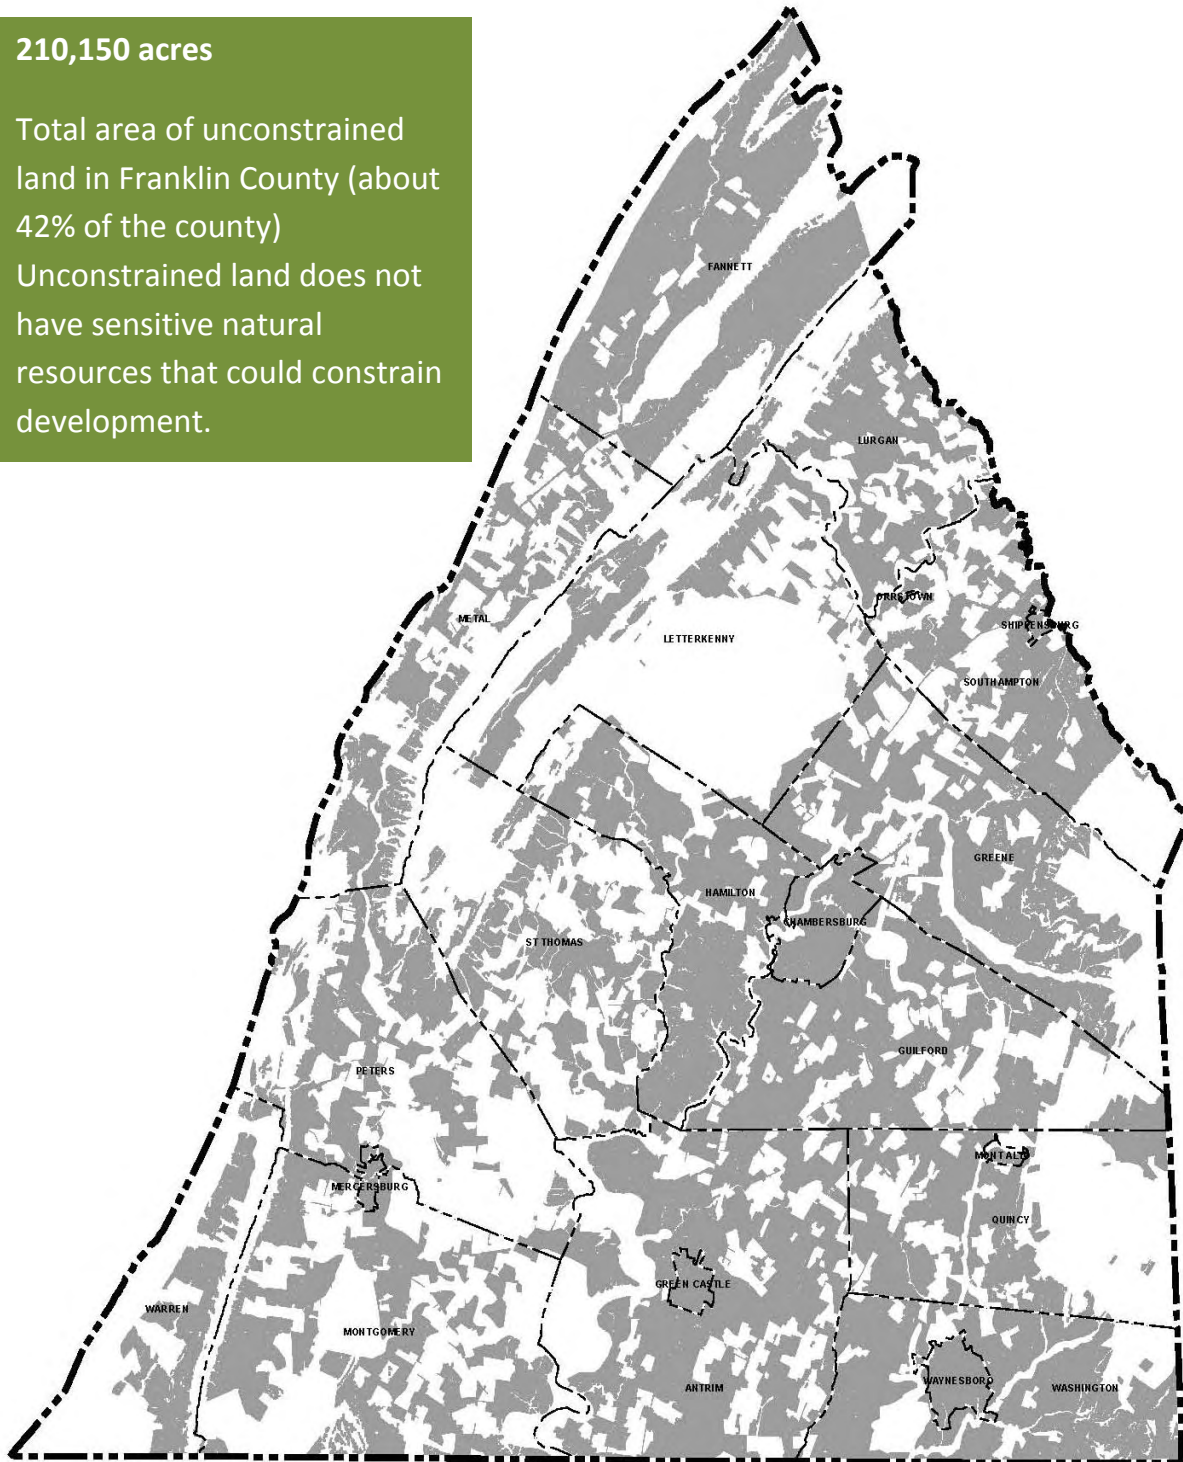 210,150 acres
Total area of unconstrained
land in Franklin County (about
42% of the county)
Unconstrained land does not
have sensitive natural
resources that could constrain
development.
FANNETT
LURGAN
ORRSTOWN
METAL
SHIPPENSBURG
LETTERKENNY
SOUTHAMPTON
GREENE
HAMILTON
CHAMBERSBURG
ST THOMAS
GUILFORD
PETERS
MONT ALTO
MERCERSBURG
QUINCY
GREEN CASTLE
WARREN
MONTGOMERY
WAYNESBORO
ANTRIM
WASHINGTON